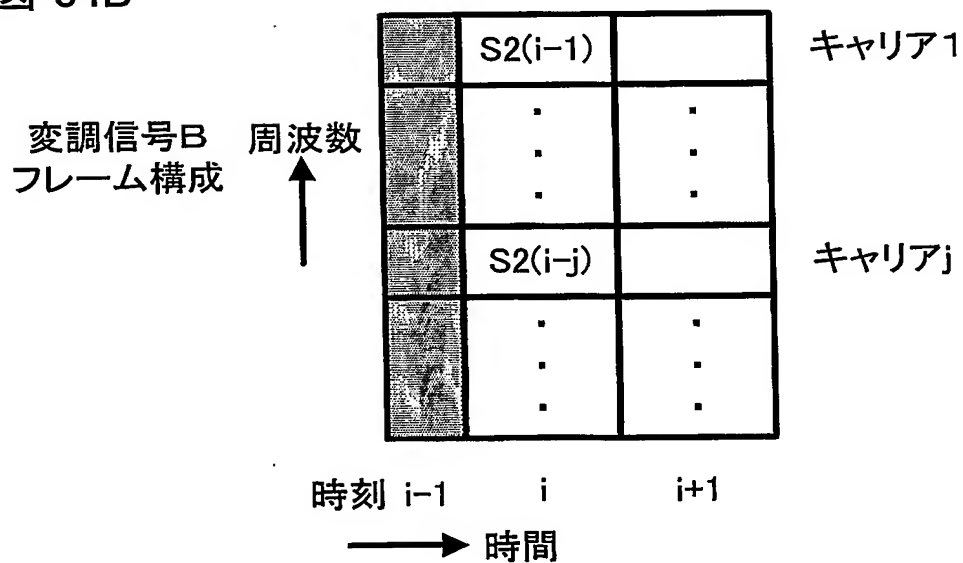 S2(i-1)
キャリア1
変調信号B
フレーム構成
周波数
S2(i-j)
キャリアj
時刻 i-1 i i+1
時間